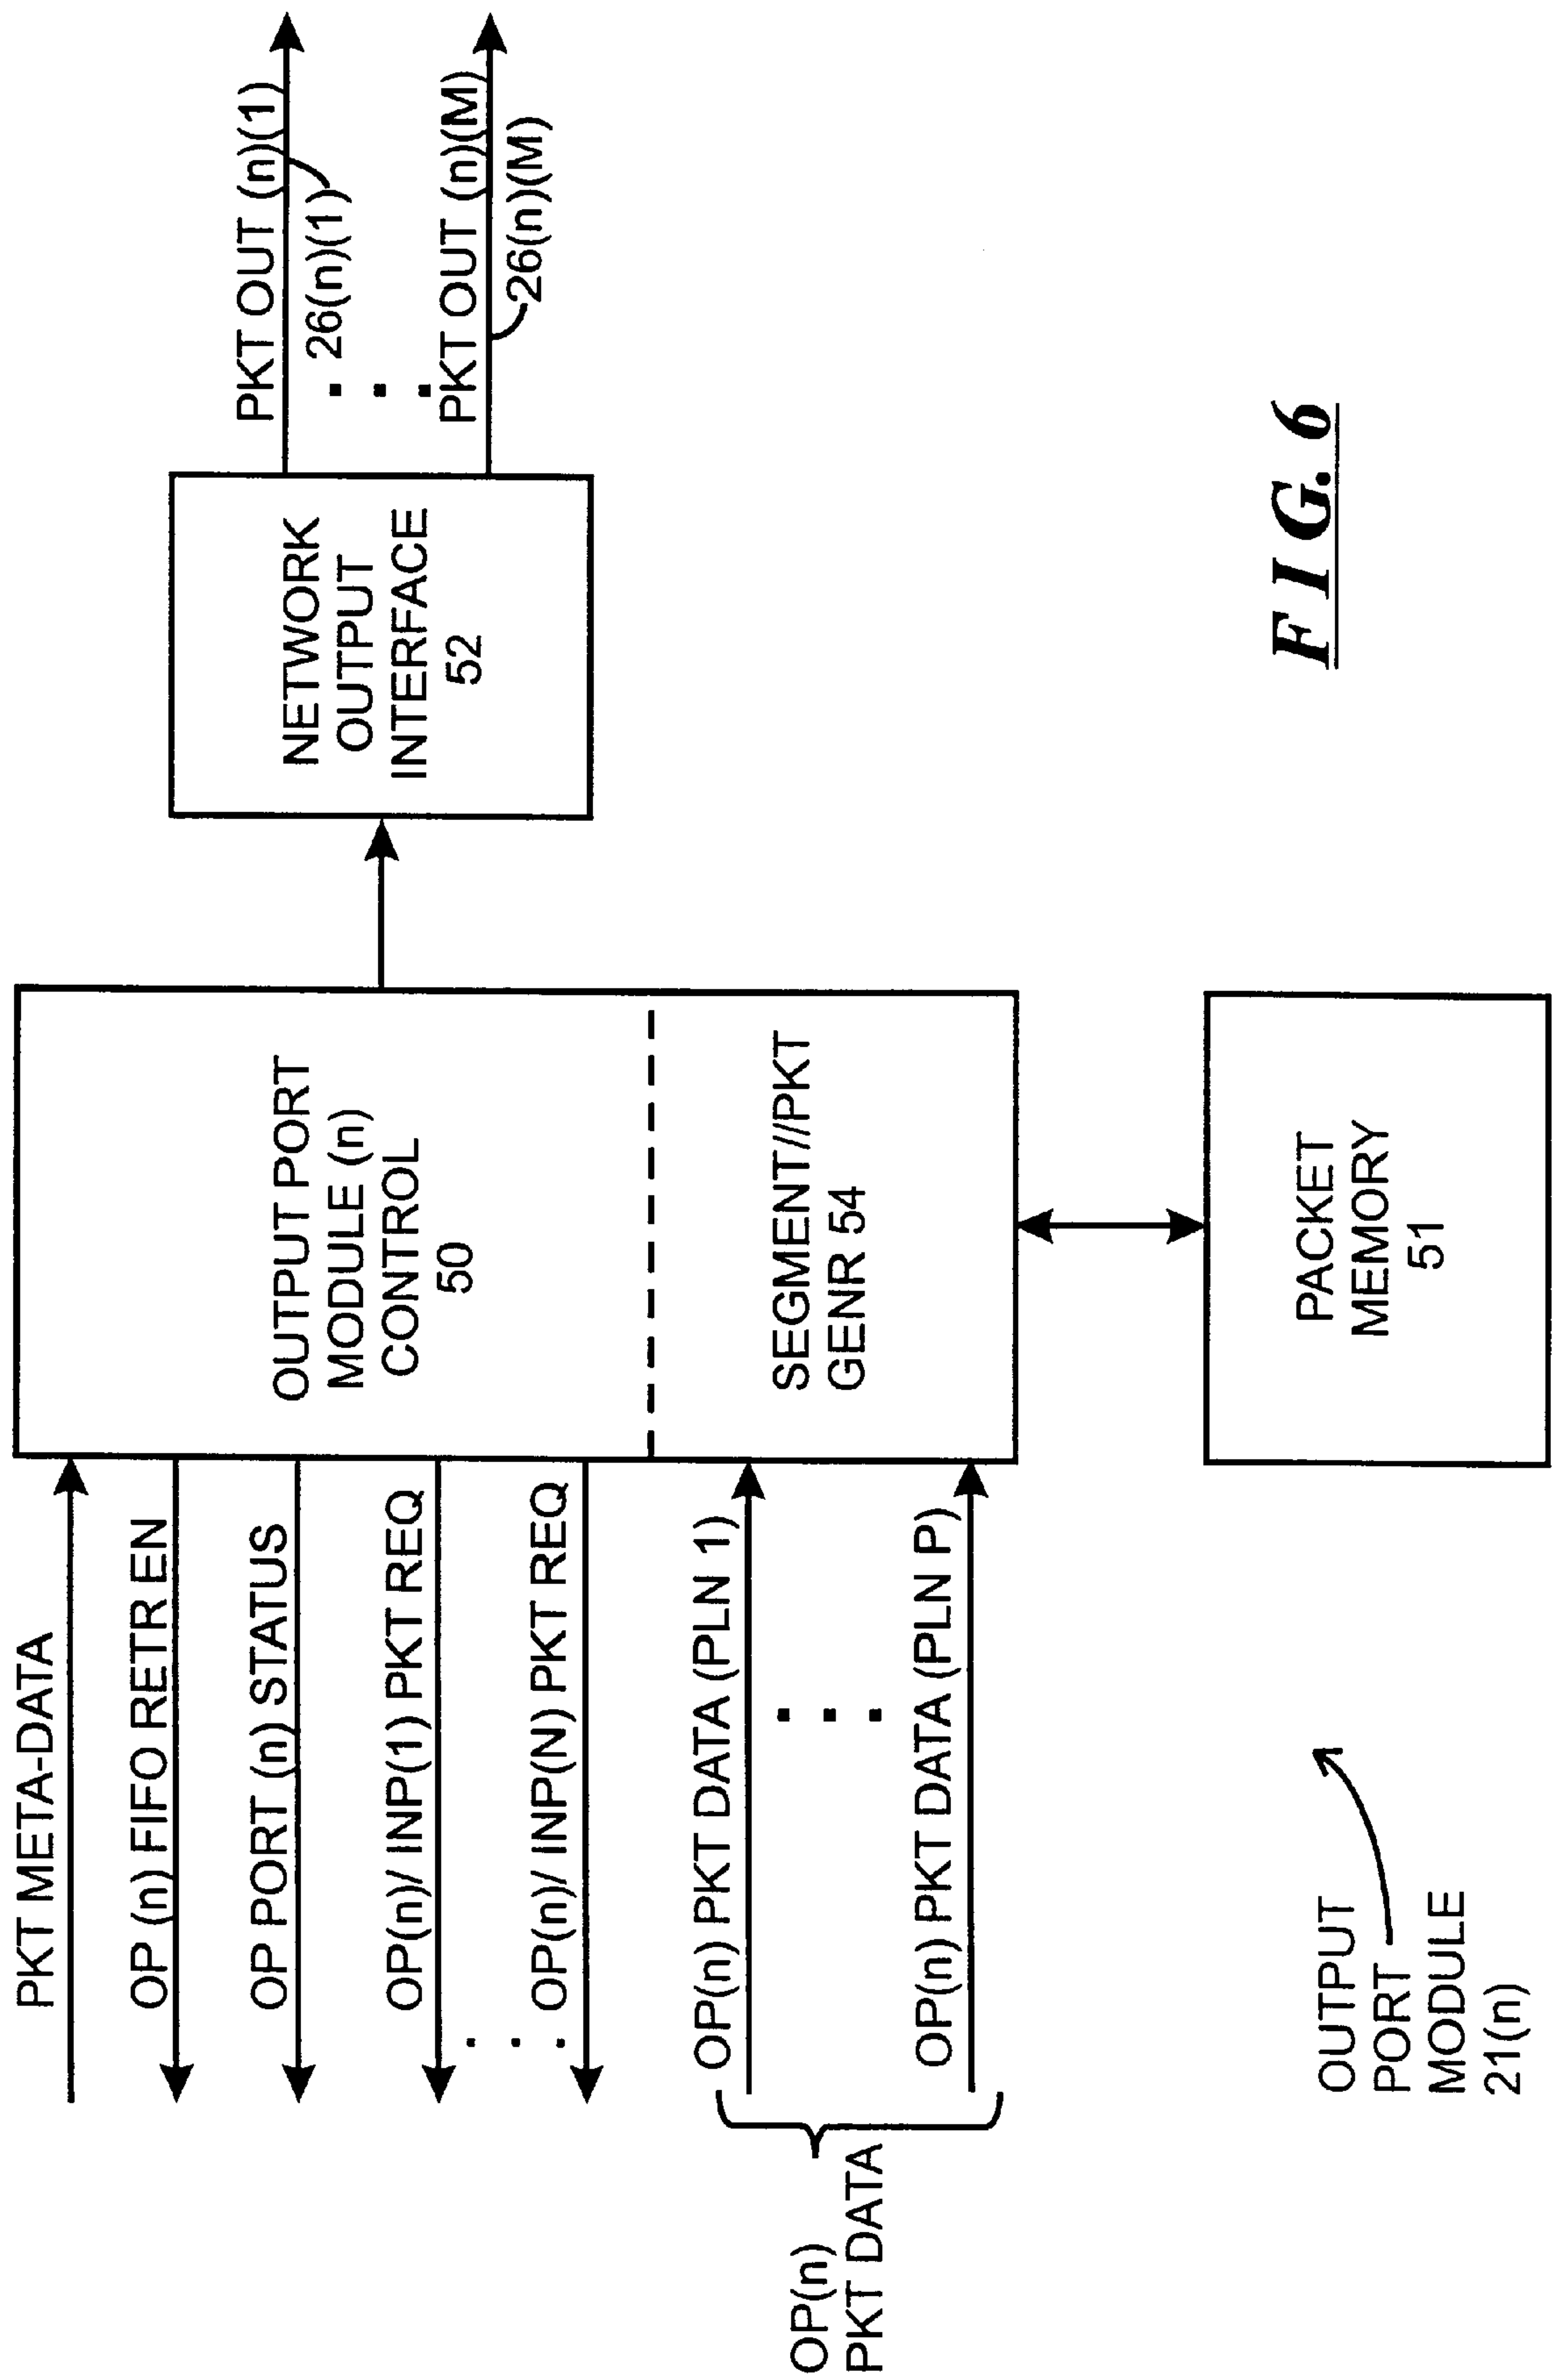 PKT META-DATA
OP (n) FIFO RETR EN
OP PORT (n) STATUS
OP(n)/ INP(1) PKT REQ
OP(n)/ INP(N) PKT REQ
OP(n) PKT DATA (PLN 1)
OP(n) PKT DATA (PLN P)
OP(n)
PKT DATA
OUTPUT PORT
MODULE (n)
CONTROL
50
SEGMENT//PKT
GENR 54
PACKET
MEMORY
51
NETWORK
OUTPUT
INTERFACE
52
PKT OUT (n)(1)
26(n)(1)
PKT OUT (n)(M)
26(n)(M)
OUTPUT
PORT
MODULE
21(n)
FIG. 6